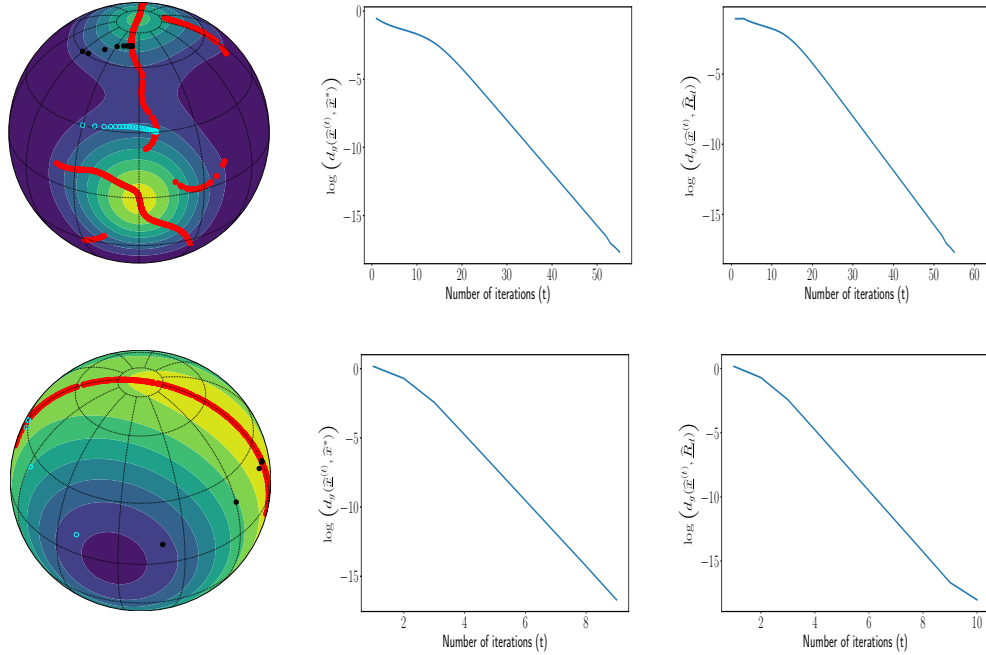 0
−5
−10
−15
log ( d_g(x̲̂^(t), x̂*) )
0 10 20 30 40 50
Number of iterations (t)
0
−5
−10
−15
log ( d_g(x̲̂^(t), R̲̂_d) )
0 10 20 30 40 50 60
Number of iterations (t)
0
−5
−10
−15
log ( d_g(x̲̂^(t), x̂*) )
2 4 6 8
Number of iterations (t)
0
−5
−10
−15
log ( d_g(x̲̂^(t), R̲̂_d) )
2 4 6 8 10
Number of iterations (t)